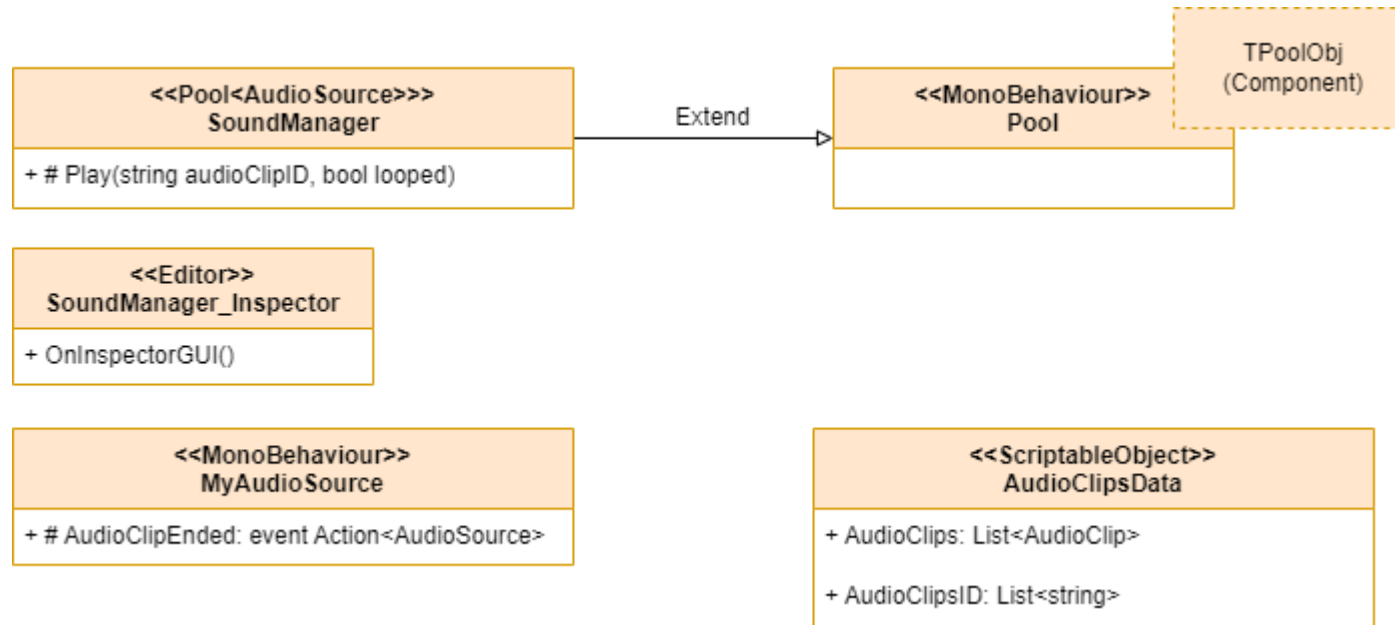 <<Pool<AudioSource>>>
SoundManager
+ # Play(string audioClipID, bool looped)
Extend
<<MonoBehaviour>>
Pool
TPoolObj
(Component)
<<Editor>>
SoundManager_Inspector
+ OnInspectorGUI()
<<MonoBehaviour>>
MyAudioSource
+ # AudioClipEnded: event Action<AudioSource>
<<ScriptableObject>>
AudioClipsData
+ AudioClips: List<AudioClip>
+ AudioClipsID: List<string>